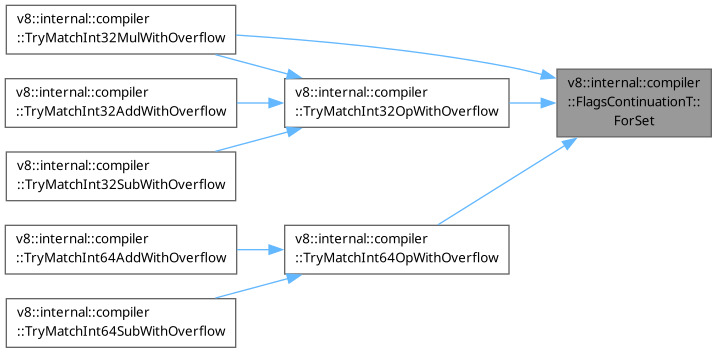 v8::internal::compiler
::TryMatchInt32MulWithOverflow
v8::internal::compiler
::TryMatchInt32AddWithOverflow
v8::internal::compiler
::TryMatchInt32SubWithOverflow
v8::internal::compiler
::TryMatchInt64AddWithOverflow
v8::internal::compiler
::TryMatchInt64SubWithOverflow
v8::internal::compiler
::TryMatchInt32OpWithOverflow
v8::internal::compiler
::TryMatchInt64OpWithOverflow
v8::internal::compiler
::FlagsContinuationT::
ForSet